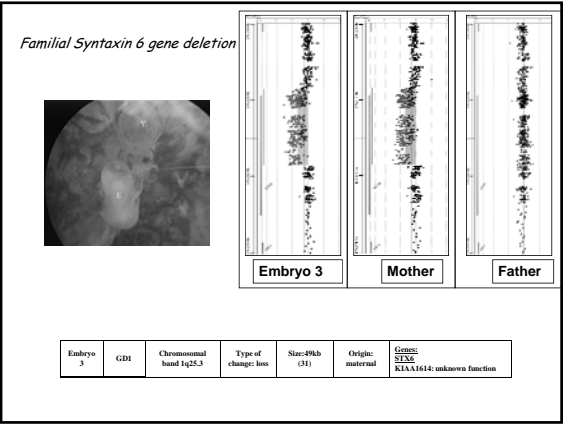 Familial Syntaxin 6 gene deletion
Y
E
Embryo 3
Mother
Father
Embryo
3
GD1
Chromosomal
band 1q25.3
Type of
change: loss
Size:49kb
(31)
Origin:
maternal
Genes:
STX6
KIAA1614: unknown function